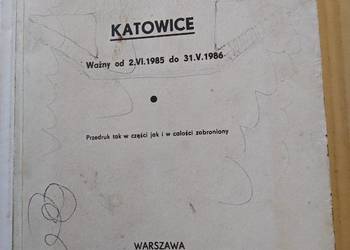 KATOWICE
Ważny od 2.VI.1985 do 31.V.1986
Przedruk tak w części jak i w całości zabroniony
WARSZAWA